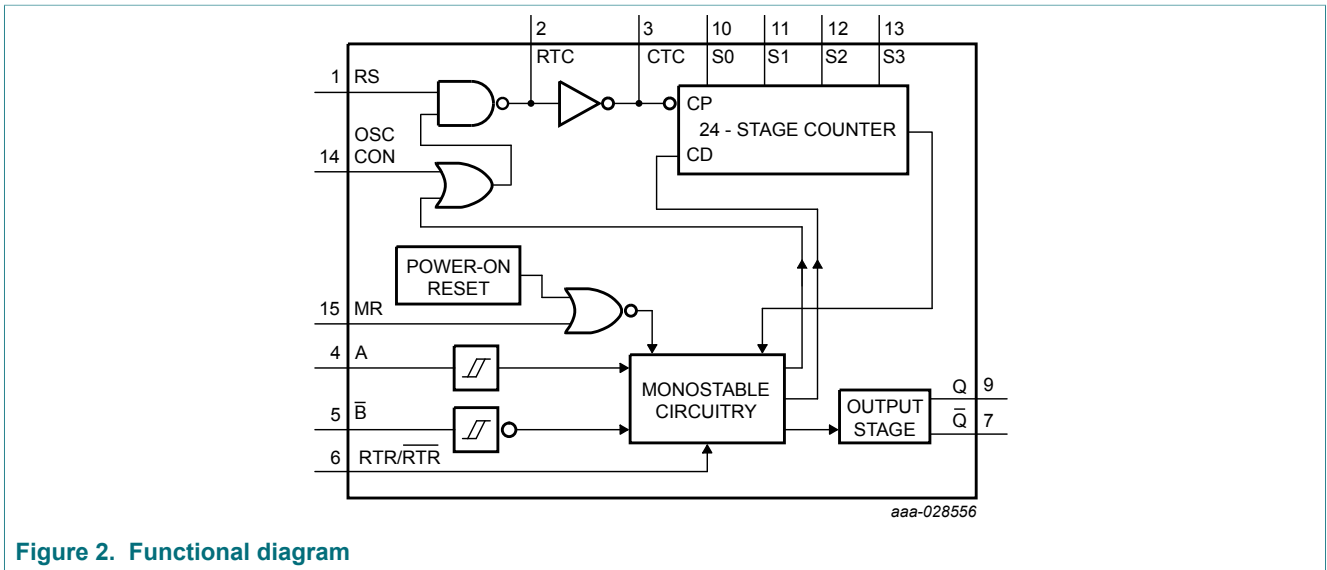 2 3 10 11 12 13
RTC CTC S0 S1 S2 S3
1 RS
CP
24 - STAGE COUNTER
OSC
14 CON
CD
POWER-ON
RESET
15 MR
4 A
MONOSTABLE
CIRCUITRY
Q 9
5 B̅
OUTPUT
STAGE
Q̅ 7
6 RTR/R̅T̅R̅
aaa-028556
Figure 2. Functional diagram